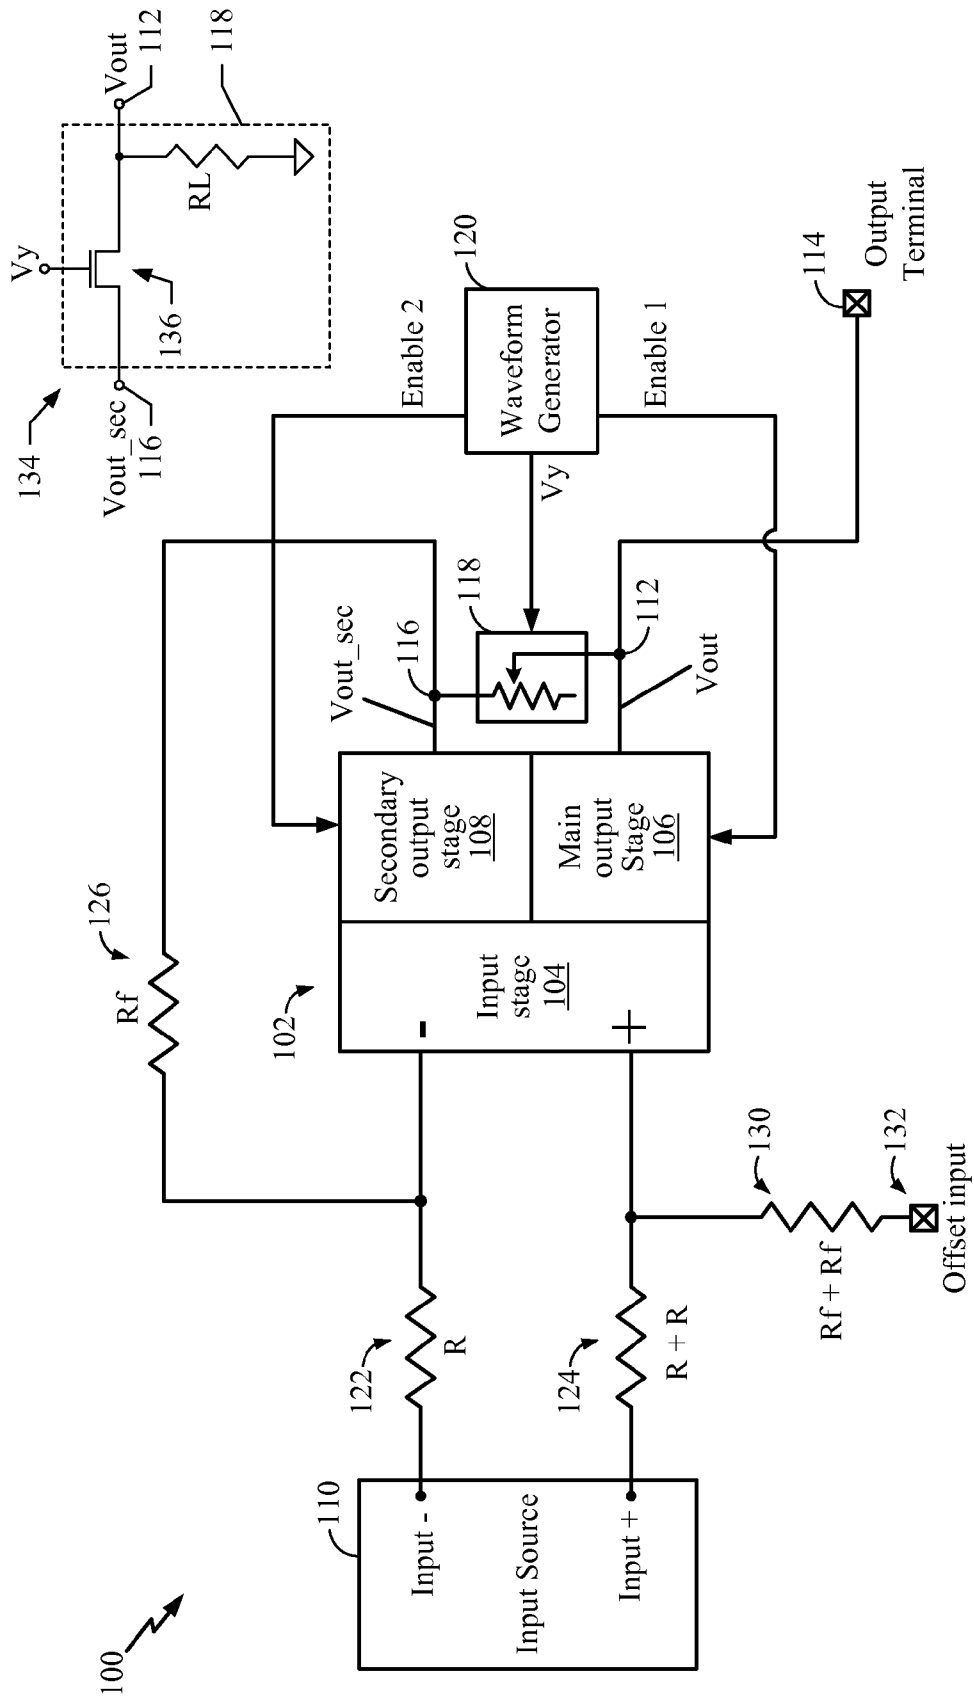 100
110
Input -
Input Source
Input +
122
R
124
R + R
126
Rf
130
Rf + Rf
132
Offset input
102
-
+
Input
stage
104
Secondary
output
stage
108
Main
output
Stage
106
Vout_sec
116
118
112
Vout
Vy
Enable 2
Waveform
Generator
120
Enable 1
114
Output
Terminal
134
Vout_sec
116
136
Vy
RL
Vout
112
118